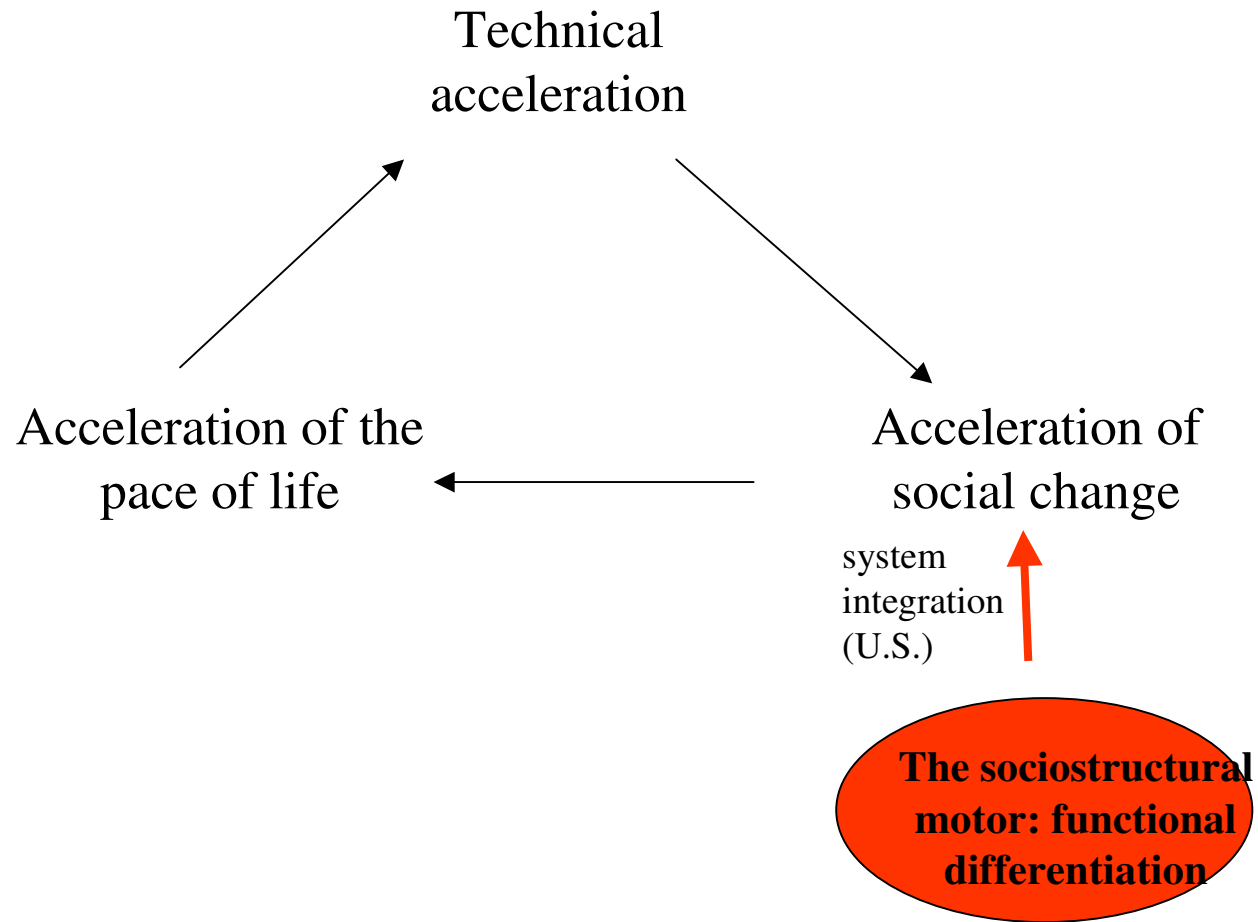 Technical
acceleration
Acceleration of the
pace of life
Acceleration of
social change
system
integration
(U.S.)
The sociostructural
motor: functional
differentiation